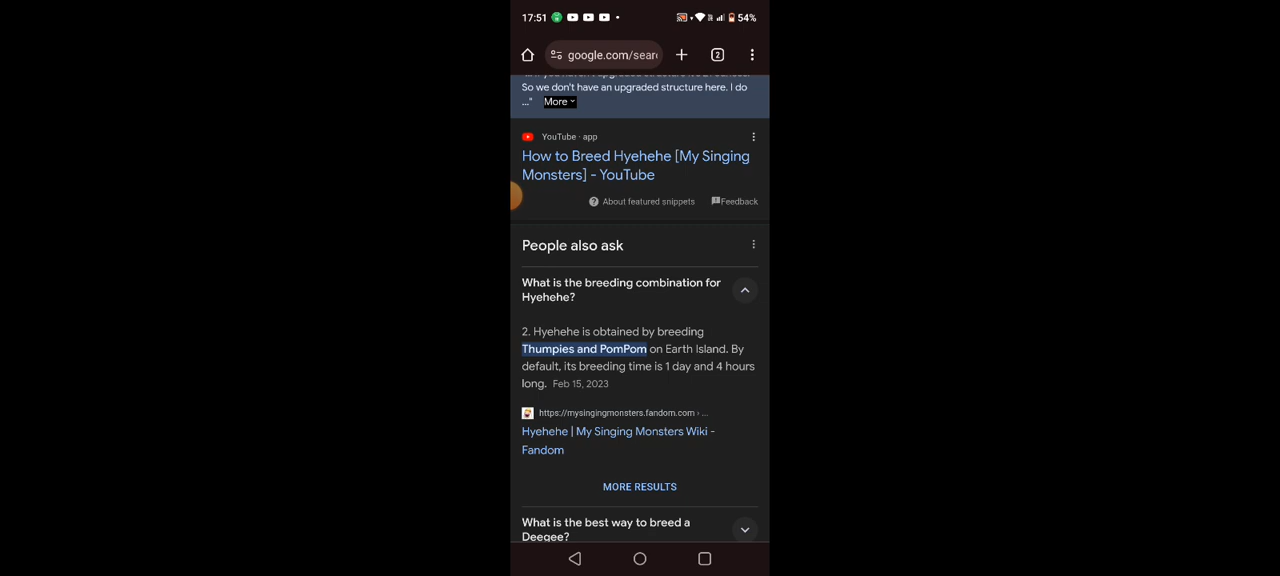 17:51 54%
google.com/sear 2
So we don't have an upgraded structure here. I do
..." More
YouTube · app
How to Breed Hyehehe [My Singing
Monsters] - YouTube
About featured snippets Feedback
People also ask
What is the breeding combination for
Hyehehe?
2. Hyehehe is obtained by breeding
Thumpies and PomPom on Earth Island. By
default, its breeding time is 1 day and 4 hours
long. Feb 15, 2023
https://mysingingmonsters.fandom.com › ...
Hyehehe | My Singing Monsters Wiki -
Fandom
MORE RESULTS
What is the best way to breed a
Deegee?